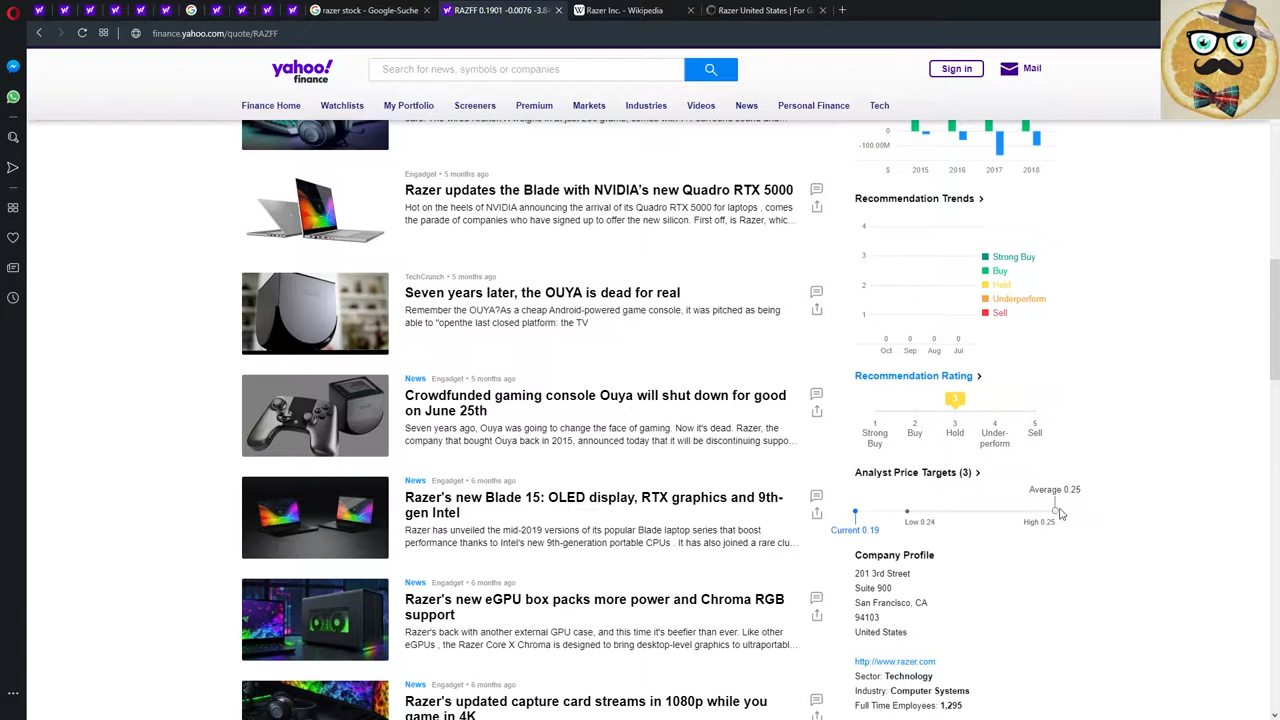 razer stock - Google-Suche
RAZFF 0.1901 -0.0076 -3.8
Razer Inc. - Wikipedia
Razer United States | For G
finance.yahoo.com/quote/RAZFF
yahoo!
finance
Search for news, symbols or companies
Sign in
Mail
Finance Home Watchlists My Portfolio Screeners Premium Markets Industries Videos News Personal Finance Tech
Engadget • 5 months ago
Razer updates the Blade with NVIDIA's new Quadro RTX 5000
Hot on the heels of NVIDIA announcing the arrival of its Quadro RTX 5000 for laptops , comes
the parade of companies who have signed up to offer the new silicon. First off, is Razer, whic...
TechCrunch • 5 months ago
Seven years later, the OUYA is dead for real
Remember the OUYA?As a cheap Android-powered game console, it was pitched as being
able to "openthe last closed platform: the TV
News Engadget • 5 months ago
Crowdfunded gaming console Ouya will shut down for good
on June 25th
Seven years ago, Ouya was going to change the face of gaming. Now it's dead. Razer, the
company that bought Ouya back in 2015, announced today that it will be discontinuing suppo...
News Engadget • 6 months ago
Razer's new Blade 15: OLED display, RTX graphics and 9th-
gen Intel
Razer has unveiled the mid-2019 versions of its popular Blade laptop series that boost
performance thanks to Intel's new 9th-generation portable CPUs . It has also joined a rare clu...
News Engadget • 6 months ago
Razer's new eGPU box packs more power and Chroma RGB
support
Razer's back with another external GPU case, and this time it's beefier than ever. Like other
eGPUs , the Razer Core X Chroma is designed to bring desktop-level graphics to ultraportabl...
News Engadget • 6 months ago
Razer's updated capture card streams in 1080p while you
game in 4K
0
-100.00M
$ 2015 2016 2017 2018
Recommendation Trends
4
3
2
1
Strong Buy
Buy
Hold
Underperform
Sell
0 0 0 0
Oct Sep Aug Jul
Recommendation Rating
3
1 2 3 4 5
Strong Buy Hold Under- Sell
Buy perform
Analyst Price Targets (3)
Average 0.25
Low 0.24 High 0.25
Current 0.19
Company Profile
201 3rd Street
Suite 900
San Francisco, CA
94103
United States
http://www.razer.com
Sector: Technology
Industry: Computer Systems
Full Time Employees: 1,295